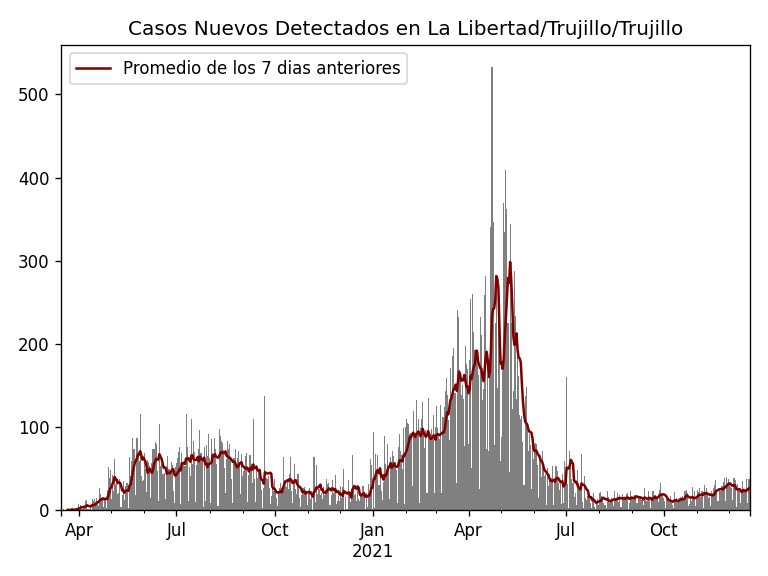 Casos Nuevos Detectados en La Libertad/Trujillo/Trujillo
Promedio de los 7 dias anteriores
500
400
300
200
100
0
Apr Jul Oct Jan Apr Jul Oct
2021